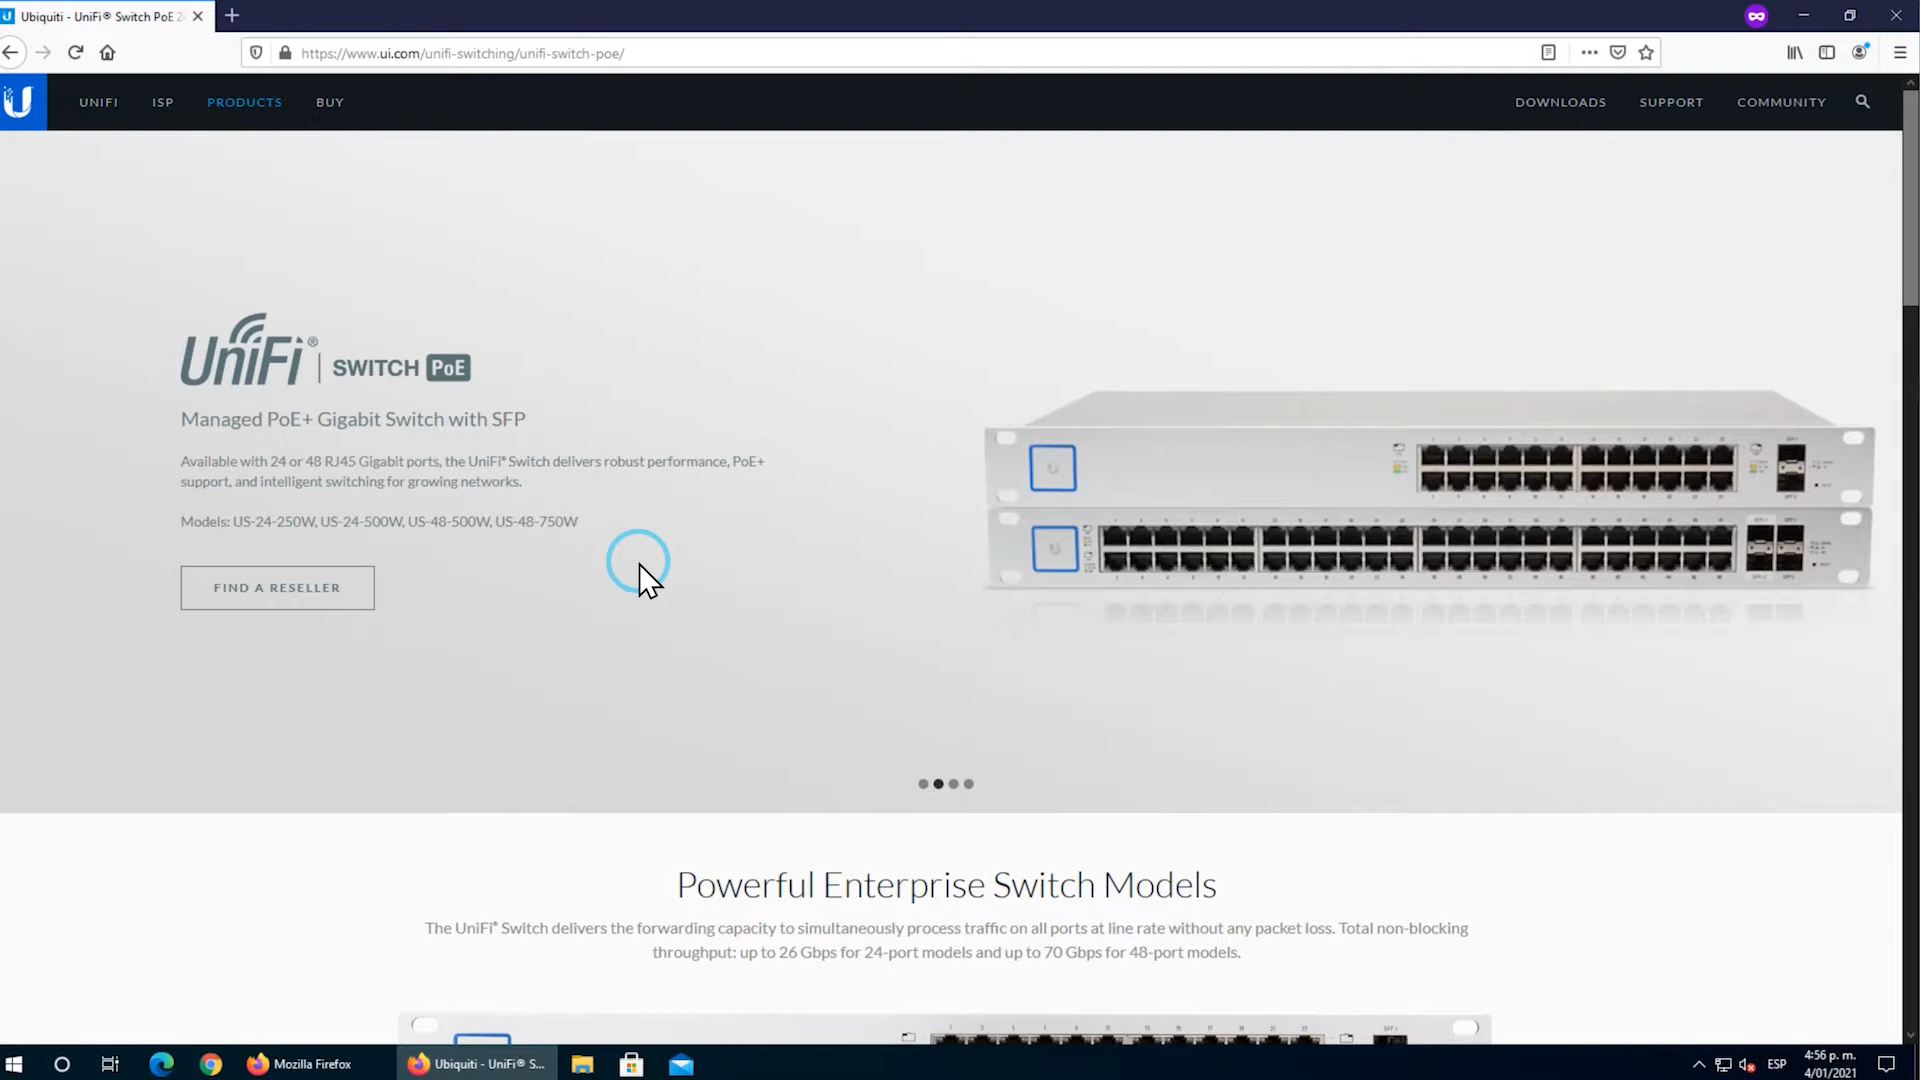 Ubiquiti - UniFi® Switch PoE 2
https://www.ui.com/unifi-switching/unifi-switch-poe/
UNIFI ISP PRODUCTS BUY DOWNLOADS SUPPORT COMMUNITY
UniFi® | SWITCH PoE
Managed PoE+ Gigabit Switch with SFP
Available with 24 or 48 RJ45 Gigabit ports, the UniFi® Switch delivers robust performance, PoE+
support, and intelligent switching for growing networks.
Models: US-24-250W, US-24-500W, US-48-500W, US-48-750W
FIND A RESELLER
Powerful Enterprise Switch Models
The UniFi® Switch delivers the forwarding capacity to simultaneously process traffic on all ports at line rate without any packet loss. Total non-blocking
throughput: up to 26 Gbps for 24-port models and up to 70 Gbps for 48-port models.
Mozilla Firefox
Ubiquiti - UniFi® S...
ESP
4:56 p. m.
4/01/2021